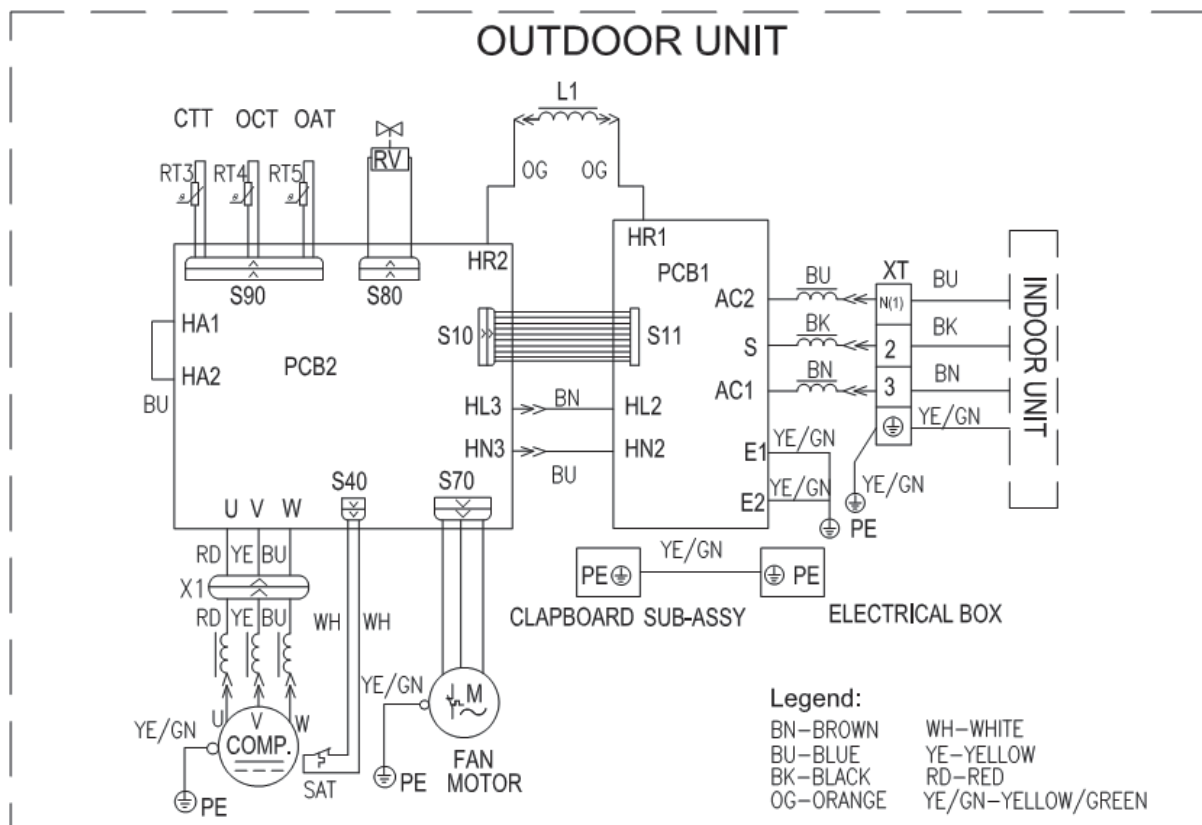 OUTDOOR UNIT
L1
CTT OCT OAT
RV
RT3 RT4 RT5
OG OG
HR2 HR1
PCB1
S90 S80
BU XT BU
AC2 N(1)
HA1 S10 S11
BK BK
S 2
PCB2
HA2
BN BN
AC1 3
BU
HL3 BN HL2
YE/GN
INDOOR UNIT
HN3 BU HN2
E1 YE/GN
S40 S70
YE/GN YE/GN
E2
U V W
PE
RD YE BU
YE/GN
PE PE
X1
CLAPBOARD SUB-ASSY ELECTRICAL BOX
RD YE BU WH WH
YE/GN M
U V W
YE/GN
COMP.
FAN
MOTOR
SAT PE
PE
Legend:
BN-BROWN WH-WHITE
BU-BLUE YE-YELLOW
BK-BLACK RD-RED
OG-ORANGE YE/GN-YELLOW/GREEN